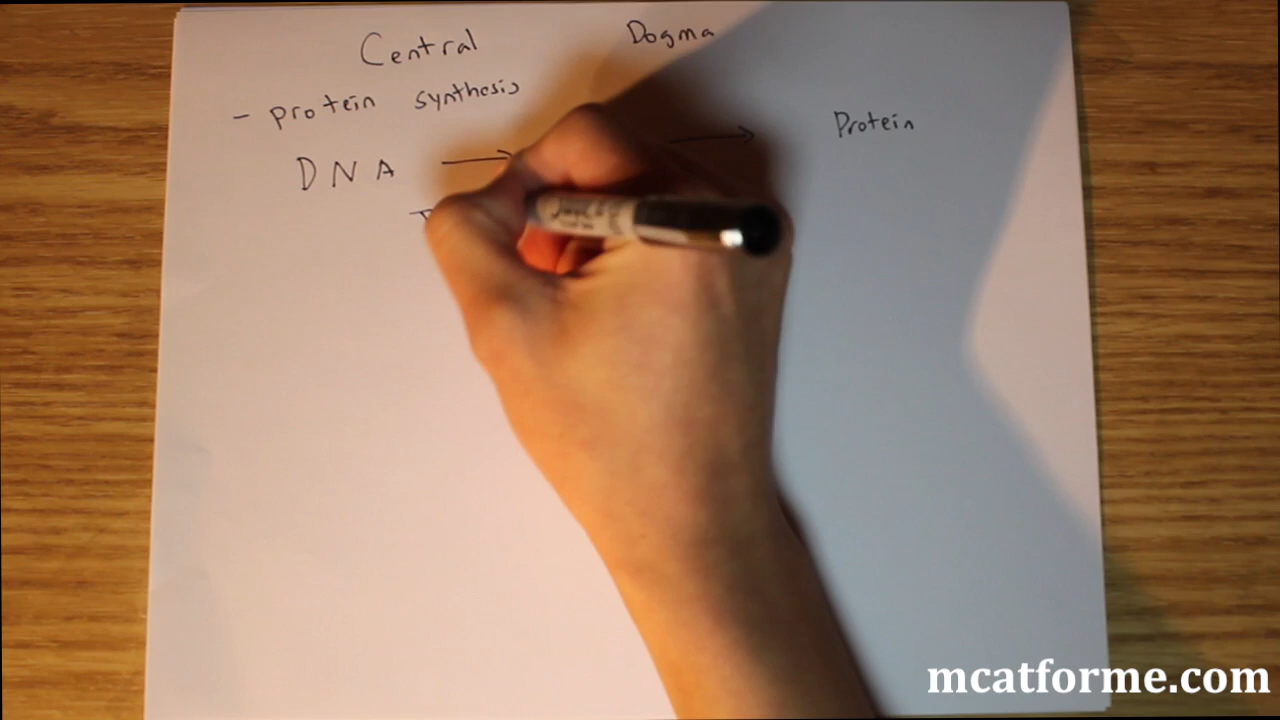 Central Dogma
- protein synthesis
DNA → → Protein
mcatforme.com